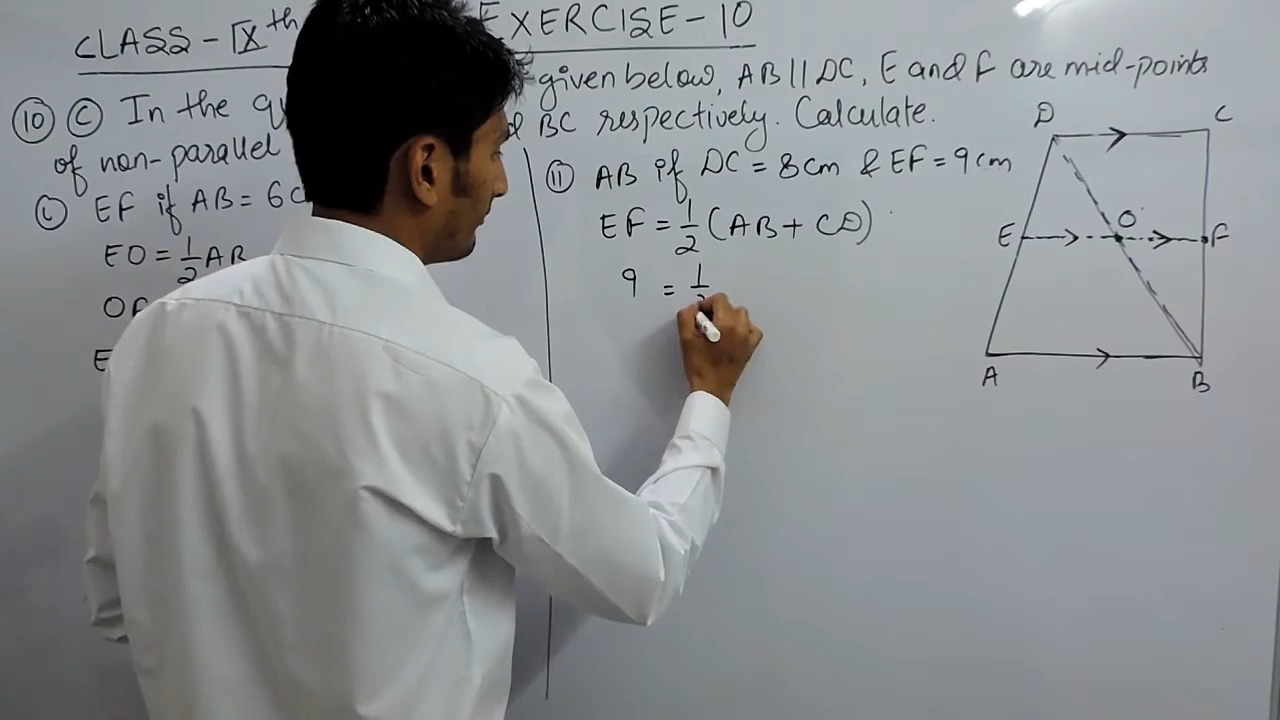 CLASS - IXth EXERCISE - 10
10 C In the given below, AB || DC, E and F are mid-points
of non-parallel BC respectively. Calculate.
i EF if AB = 6
EO = 1/2 AB
ii AB if DC = 8cm & EF = 9cm
EF = 1/2 (AB + CD)
9 = 1/2
D C
E O F
A B